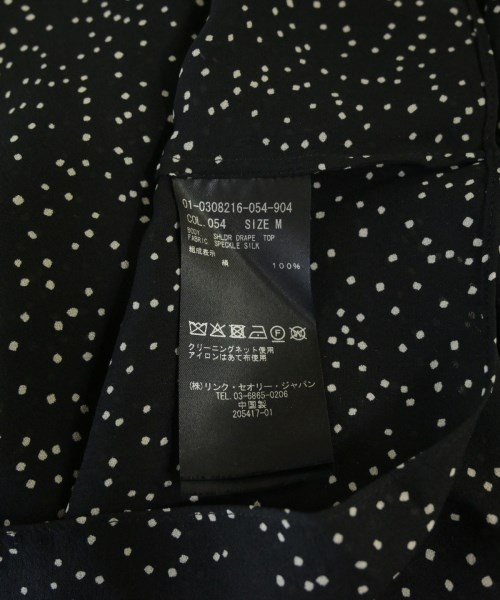 01-0308216-054-904
COL. 054 SIZE M
BODY SHLDR DRAPE TOP
FABRIC SPECKLE SILK
組成表示
絹 100%
クリーニングネット使用
アイロンはあて布使用
(株)リンク・セオリー・ジャパン
TEL. 03-6865-0206
中国製
205417-01